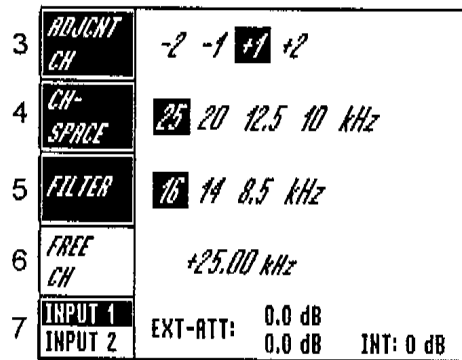 3 ADJCNT CH -2 -1 +1 +2
4 CH-SPACE 25 20 12.5 10 kHz
5 FILTER 16 14 8.5 kHz
6 FREE CH +25.00 kHz
7 INPUT 1 EXT-ATT: 0.0 dB
INPUT 2 0.0 dB INT: 0 dB